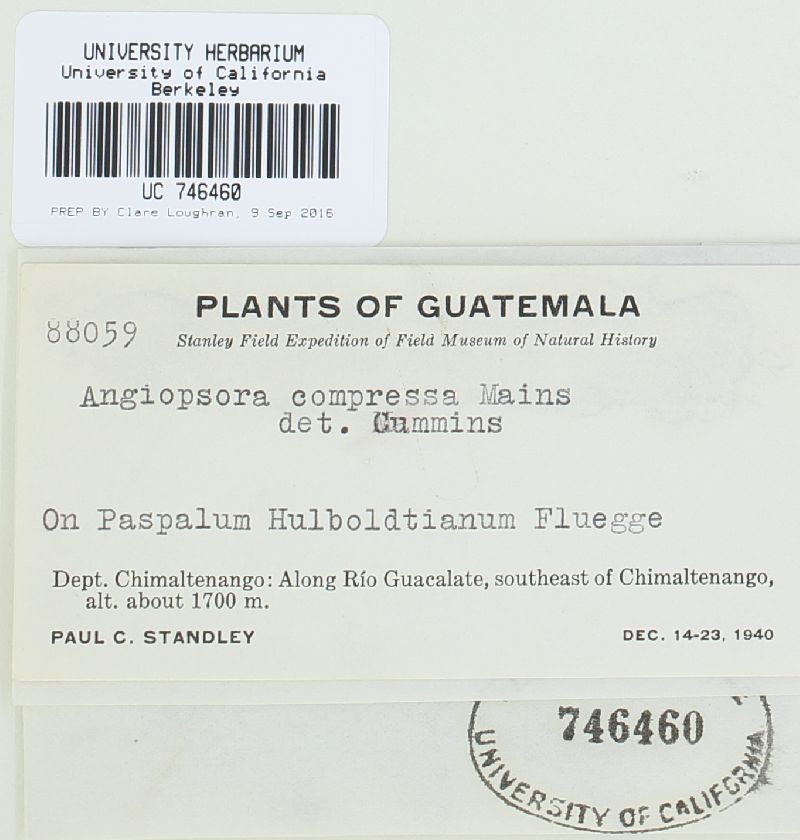 UNIVERSITY HERBARIUM
University of California
Berkeley
UC 746460
PREP BY Clare Loughran, 9 Sep 2016
PLANTS OF GUATEMALA
88059
Stanley Field Expedition of Field Museum of Natural History
Angiopsora compressa Mains
det. Cummins
On Paspalum Hulboldtianum Fluegge
Dept. Chimaltenango: Along Río Guacalate, southeast of Chimaltenango,
alt. about 1700 m.
PAUL C. STANDLEY
DEC. 14-23, 1940
746460
UNIVERSITY OF CALIFORNIA